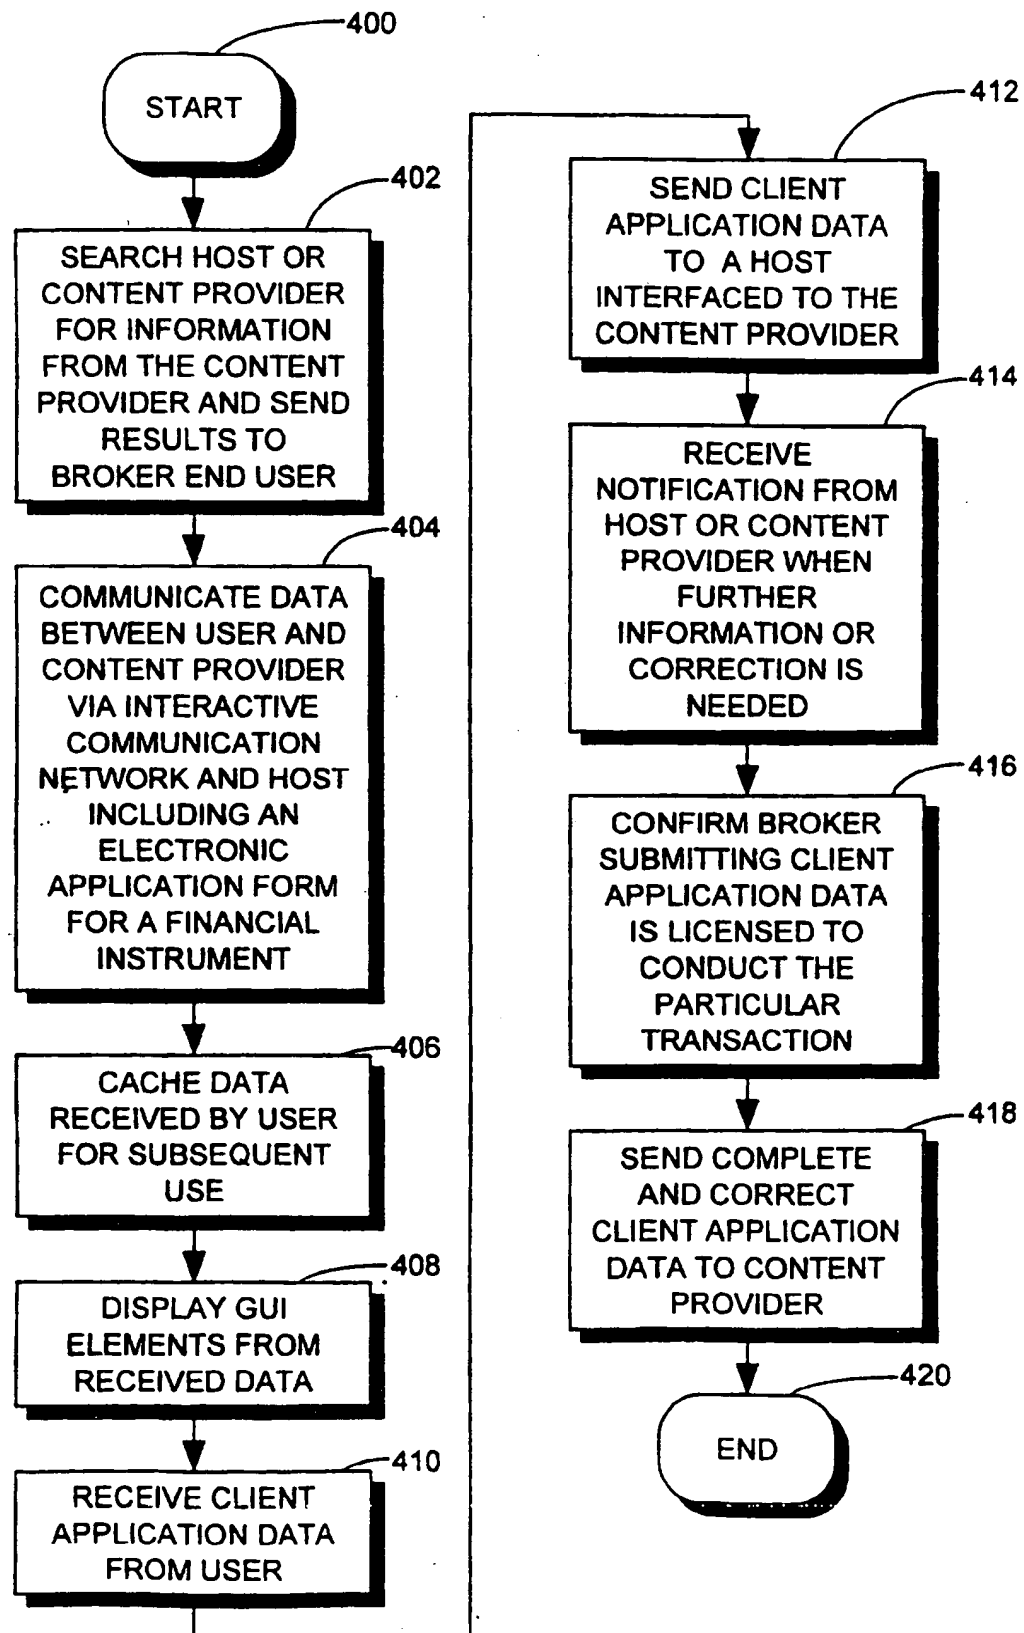 400
START
402
SEARCH HOST OR
CONTENT PROVIDER
FOR INFORMATION
FROM THE CONTENT
PROVIDER AND SEND
RESULTS TO
BROKER END USER
404
COMMUNICATE DATA
BETWEEN USER AND
CONTENT PROVIDER
VIA INTERACTIVE
COMMUNICATION
NETWORK AND HOST
INCLUDING AN
ELECTRONIC
APPLICATION FORM
FOR A FINANCIAL
INSTRUMENT
406
CACHE DATA
RECEIVED BY USER
FOR SUBSEQUENT
USE
408
DISPLAY GUI
ELEMENTS FROM
RECEIVED DATA
410
RECEIVE CLIENT
APPLICATION DATA
FROM USER
412
SEND CLIENT
APPLICATION DATA
TO A HOST
INTERFACED TO THE
CONTENT PROVIDER
414
RECEIVE
NOTIFICATION FROM
HOST OR CONTENT
PROVIDER WHEN
FURTHER
INFORMATION OR
CORRECTION IS
NEEDED
416
CONFIRM BROKER
SUBMITTING CLIENT
APPLICATION DATA
IS LICENSED TO
CONDUCT THE
PARTICULAR
TRANSACTION
418
SEND COMPLETE
AND CORRECT
CLIENT APPLICATION
DATA TO CONTENT
PROVIDER
420
END